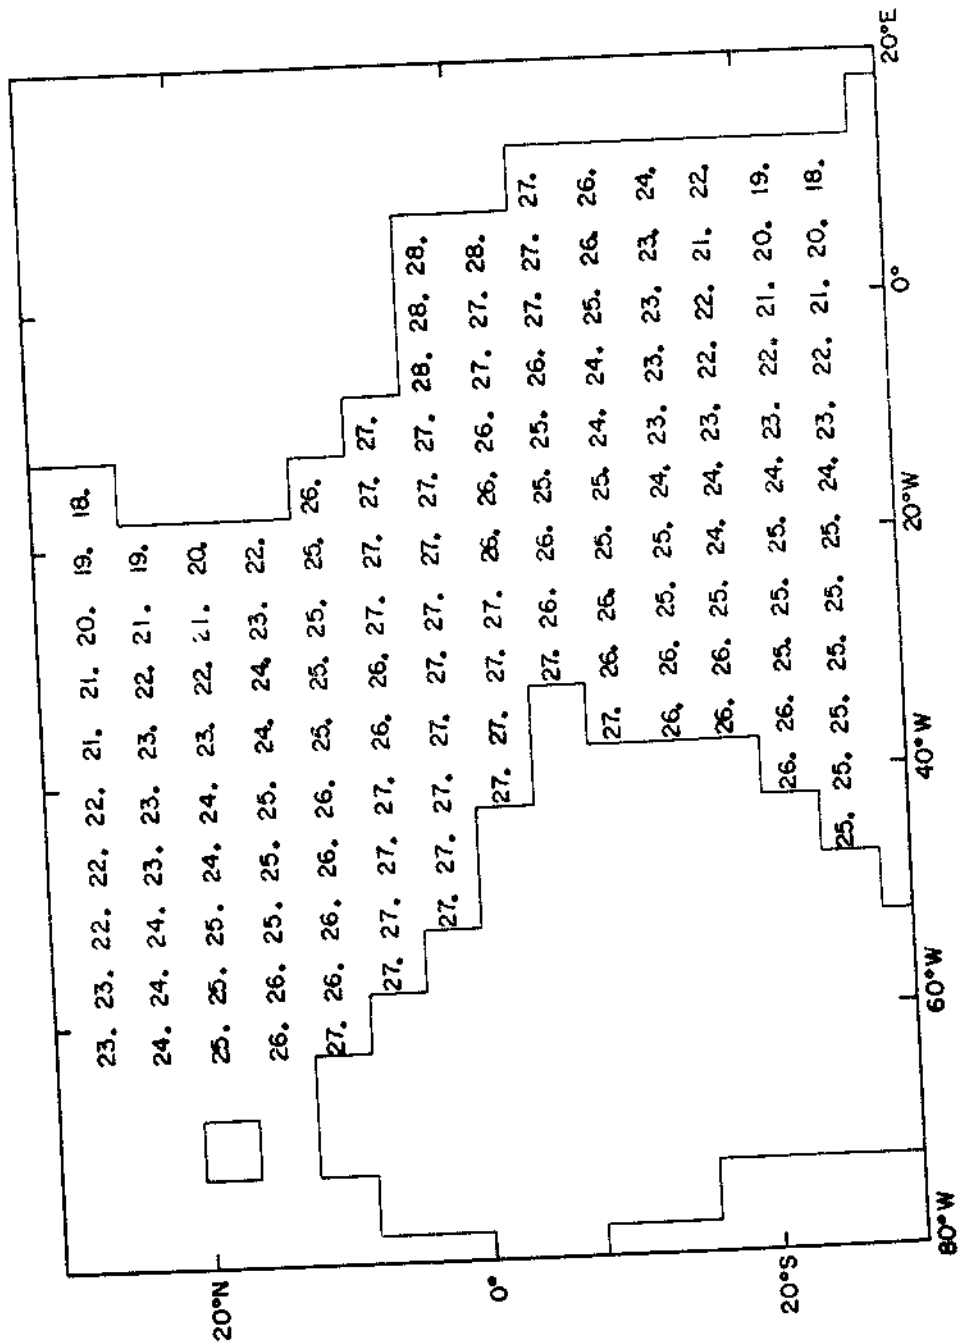 23. 23. 22. 22. 22. 21. 21. 20. 19. 18.
24. 24. 24. 23. 23. 23. 22. 21. 19.
20°N 25. 25. 25. 24. 24. 23. 22. 21. 20.
26. 26. 25. 25. 25. 24. 24. 23. 22.
27. 26. 26. 26. 26. 25. 25. 25. 25. 26.
27. 27. 27. 27. 26. 26. 27. 27. 27. 27.
27. 27. 27. 27. 27. 27. 27. 27. 27. 28. 28. 28.
0° 27. 27. 27. 27. 26. 26. 26. 27. 27. 28.
27. 26. 26. 25. 25. 26. 27. 27. 27.
27. 26. 26. 25. 25. 24. 24. 25. 26. 26.
26. 26. 25. 25. 24. 23. 23. 23. 23. 24.
26. 26. 25. 24. 24. 23. 22. 22. 21. 22.
20°S 26. 26. 25. 25. 25. 24. 23. 22. 21. 20. 19.
25. 25. 25. 25. 25. 25. 24. 23. 22. 21. 20. 18.
80°W 60°W 40°W 20°W 0° 20°E